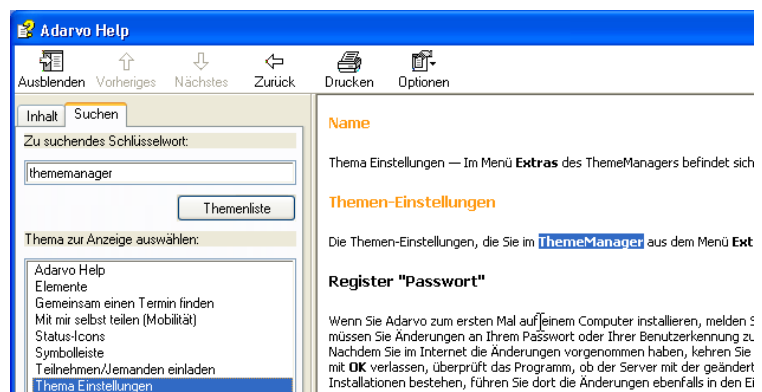 Adarvo Help
Ausblenden Vorheriges Nächstes Zurück Drucken Optionen
Inhalt Suchen
Zu suchendes Schlüsselwort:
thememanager
Themenliste
Thema zur Anzeige auswählen:
Adarvo Help
Elemente
Gemeinsam einen Termin finden
Mit mir selbst teilen (Mobilität)
Status-Icons
Symbolleiste
Teilnehmen/Jemanden einladen
Thema Einstellungen
Name
Thema Einstellungen — Im Menü Extras des ThemeManagers befindet sich
Themen-Einstellungen
Die Themen-Einstellungen, die Sie im ThemeManager aus dem Menü Ext
Register "Passwort"
Wenn Sie Adarvo zum ersten Mal auf einem Computer installieren, melden S
müssen Sie Änderungen an Ihrem Passwort oder Ihrer Benutzerkennung zu
Nachdem Sie im Internet die Änderungen vorgenommen haben, kehren Sie
mit OK verlassen, überprüft das Programm, ob der Server mit der geändert
Installationen bestehen, führen Sie dort die Änderungen ebenfalls in den Ei